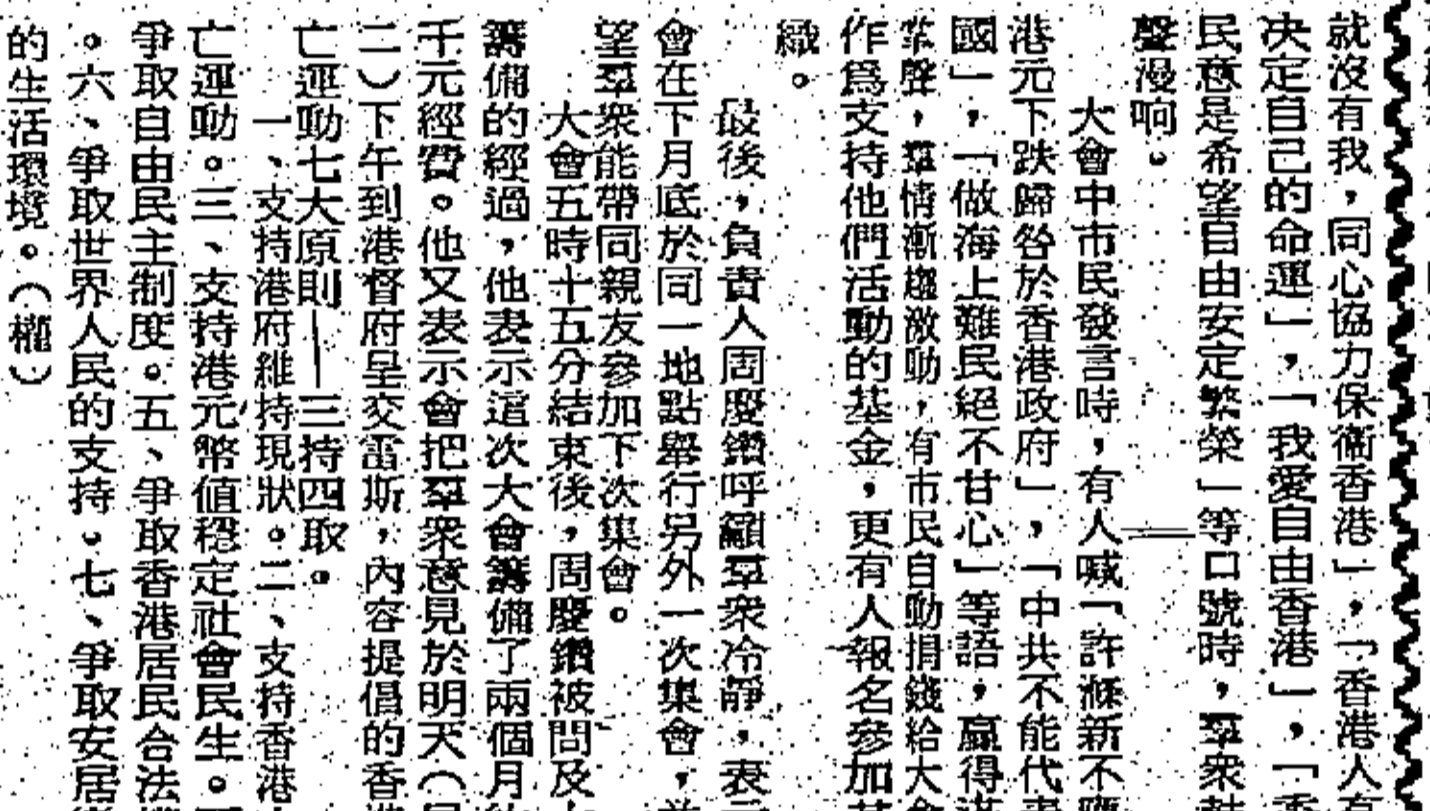 就沒有我，同心協力保衞香港」，「香港人
决定自己的命運」，「我愛自由香港」，「
民意是希望自由安定繁榮」等口號時，羣衆
聲漫响。
大會中市民發言時，有人喊「許滌新不
港元下跌歸咎於香港政府」，「中共不能代
國」，「做海上難民絕不甘心」等語，贏得
掌聲，羣情漸趨激動，有市民自動捐錢給大
作爲支持他們活動的基金，更有人報名參加
織。
最後，負責人周慶鑽呼籲羣衆冷靜，表
會在下月底於同一地點舉行另外一次集會，
望羣衆能帶同親友參加下次集會。
大會五時十五分結束後，周慶鑽被問及
籌備的經過，他表示這次大會籌備了兩個月
千元經費。他又表示會把羣衆意見於明天（
二）下午到港督府呈交雷斯，內容提倡的香
亡運動七大原則——三持四取。
一、支持港府維持現狀。二、支持香港
亡運動。三、支持港元幣值穩定社會民生。
爭取自由民主制度。五、爭取香港居民合法
。六、爭取世界人民的支持。七、爭取安居
的生活環境。（權）